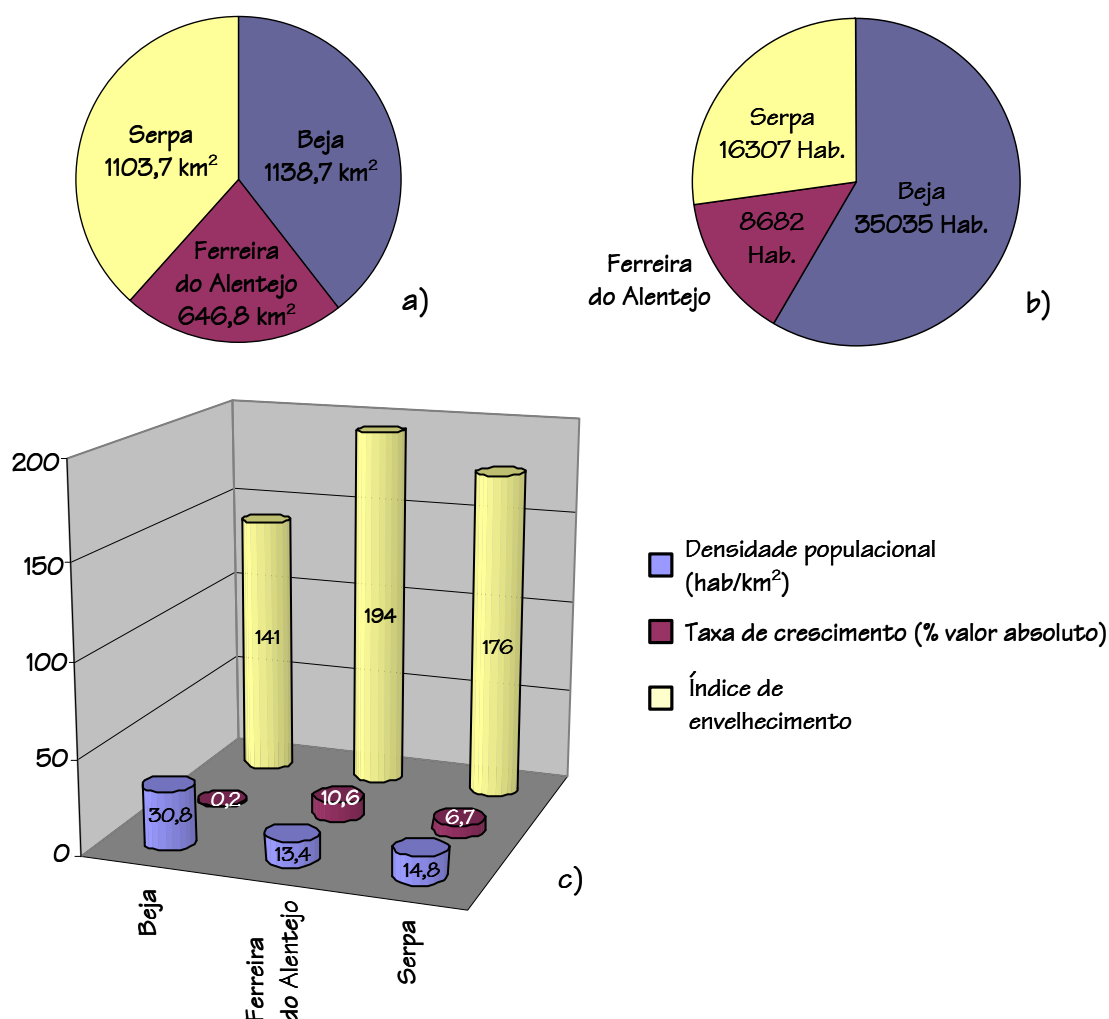 Serpa
1103,7 km²
Beja
1138,7 km²
Ferreira
do Alentejo
646,8 km²
a)
Serpa
16307 Hab.
Beja
35035 Hab.
8682
Hab.
Ferreira
do Alentejo
b)
200
150
100
50
0
141
194
176
0,2
10,6
6,7
30,8
13,4
14,8
Beja
Ferreira
do Alentejo
Serpa
c)
Densidade populacional
(hab/km²)
Taxa de crescimento (% valor absoluto)
Índice de
envelhecimento